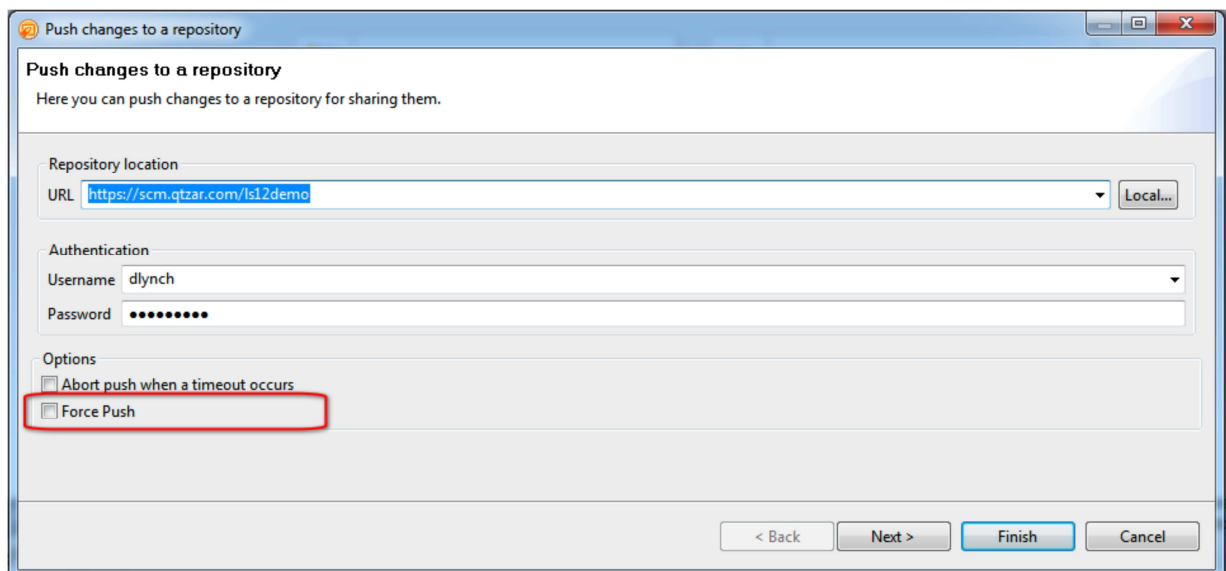 Push changes to a repository
Push changes to a repository
Here you can push changes to a repository for sharing them.
Repository location
URL https://scm.qtzar.com/ls12demo Local...
Authentication
Username dlynch
Password •••••••••
Options
Abort push when a timeout occurs
Force Push
< Back Next > Finish Cancel